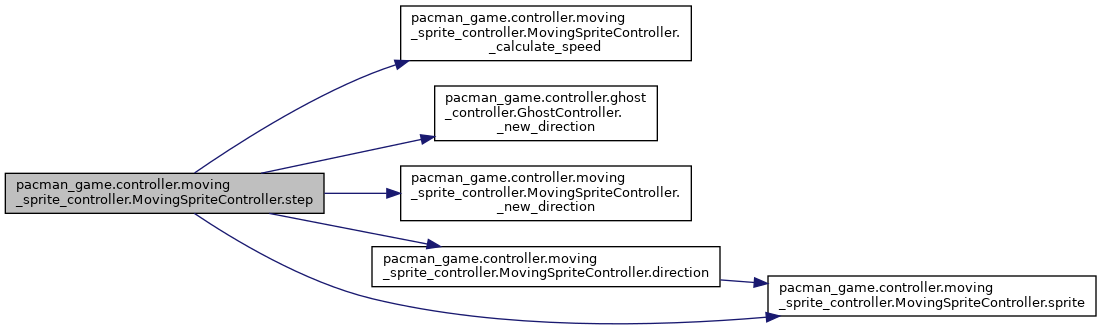 pacman_game.controller.moving
_sprite_controller.MovingSpriteController.
_calculate_speed
pacman_game.controller.ghost
_controller.GhostController.
_new_direction
pacman_game.controller.moving
_sprite_controller.MovingSpriteController.step
pacman_game.controller.moving
_sprite_controller.MovingSpriteController.
_new_direction
pacman_game.controller.moving
_sprite_controller.MovingSpriteController.direction
pacman_game.controller.moving
_sprite_controller.MovingSpriteController.sprite